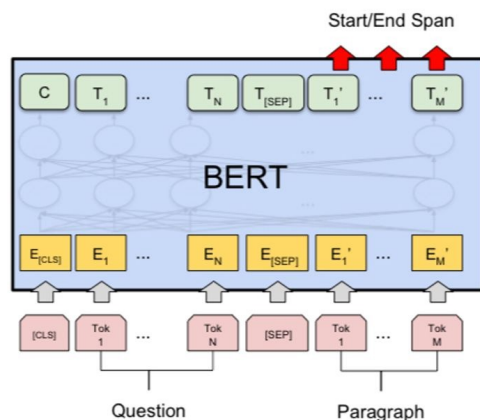 Start/End Span
C T1 ... TN T[SEP] T1' ... TM'
...
BERT
...
E[CLS] E1 ... EN E[SEP] E1' ... EM'
[CLS] Tok 1 ... Tok N [SEP] Tok 1 ... Tok M
Question Paragraph